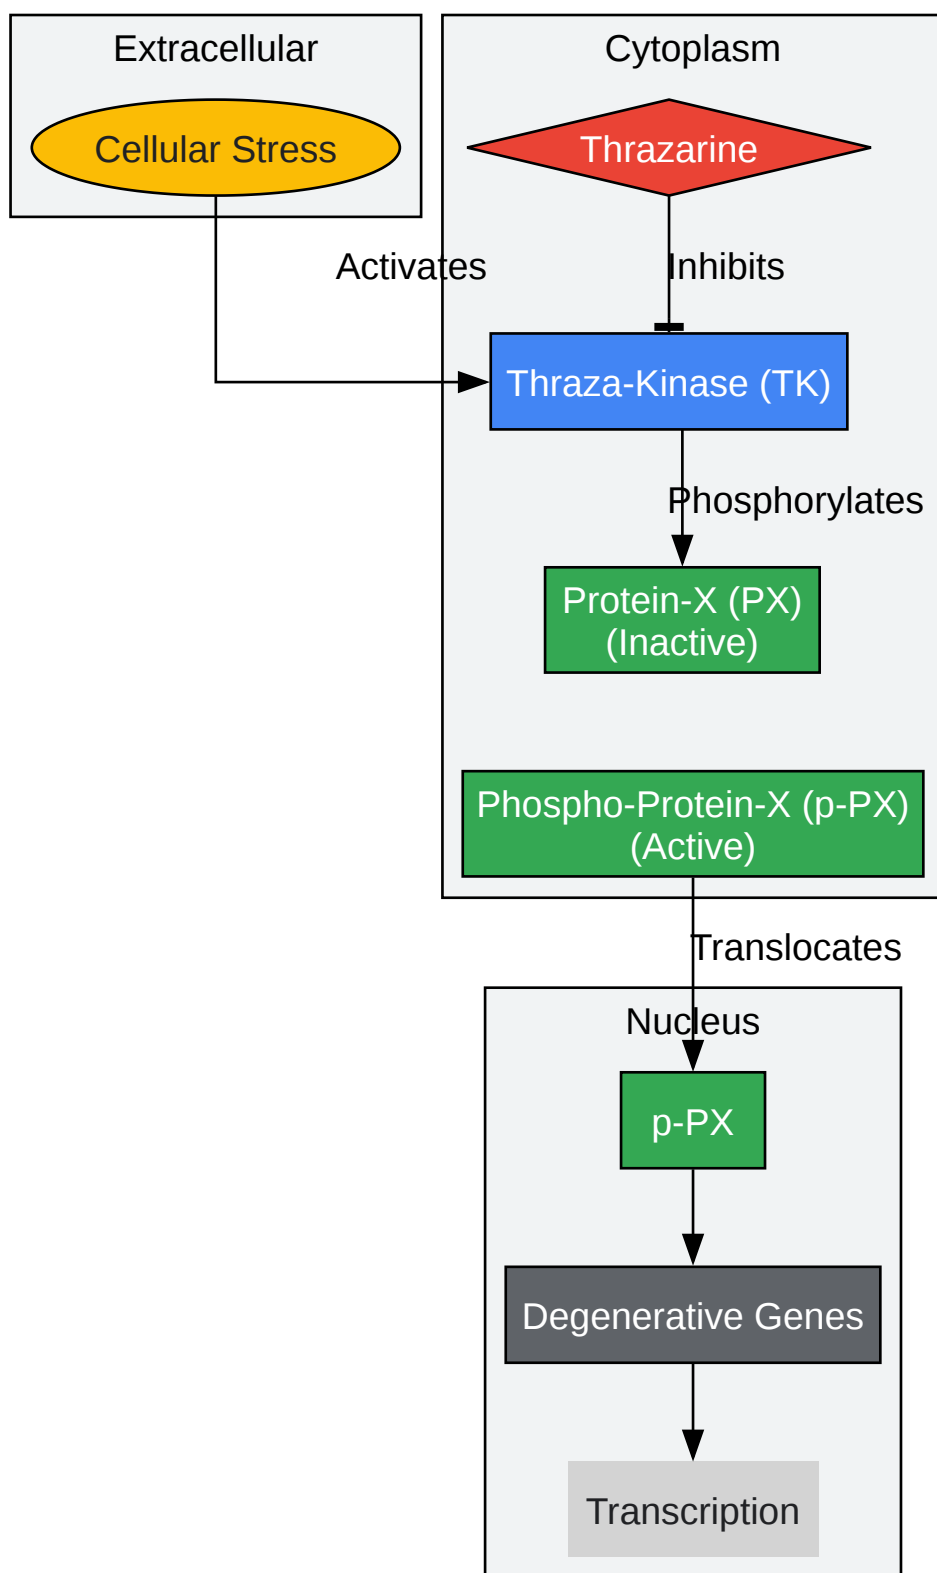 Extracellular
Cytoplasm
Cellular Stress
Thrazarine
Activates
Inhibits
Thraza-Kinase (TK)
Phosphorylates
Protein-X (PX)
(Inactive)
Phospho-Protein-X (p-PX)
(Active)
Translocates
Nucleus
p-PX
Degenerative Genes
Transcription